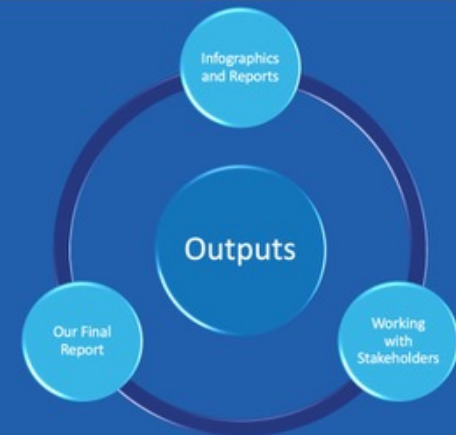 Infographics
and Reports
Outputs
Our Final
Report
Working
with
Stakeholders